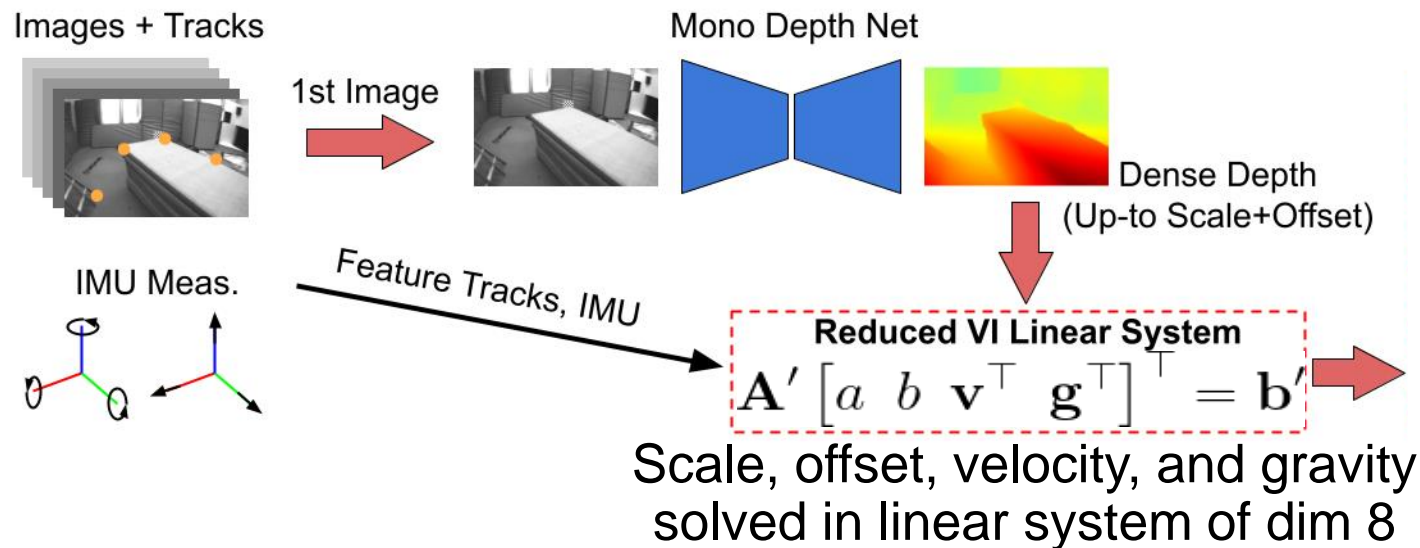 Images + Tracks
Mono Depth Net
1st Image
Dense Depth
(Up-to Scale+Offset)
IMU Meas.
Feature Tracks, IMU
Reduced VI Linear System
𝐀′ [𝑎 𝑏 𝐯⊤ 𝐠⊤]⊤ = 𝐛′
Scale, offset, velocity, and gravity
solved in linear system of dim 8